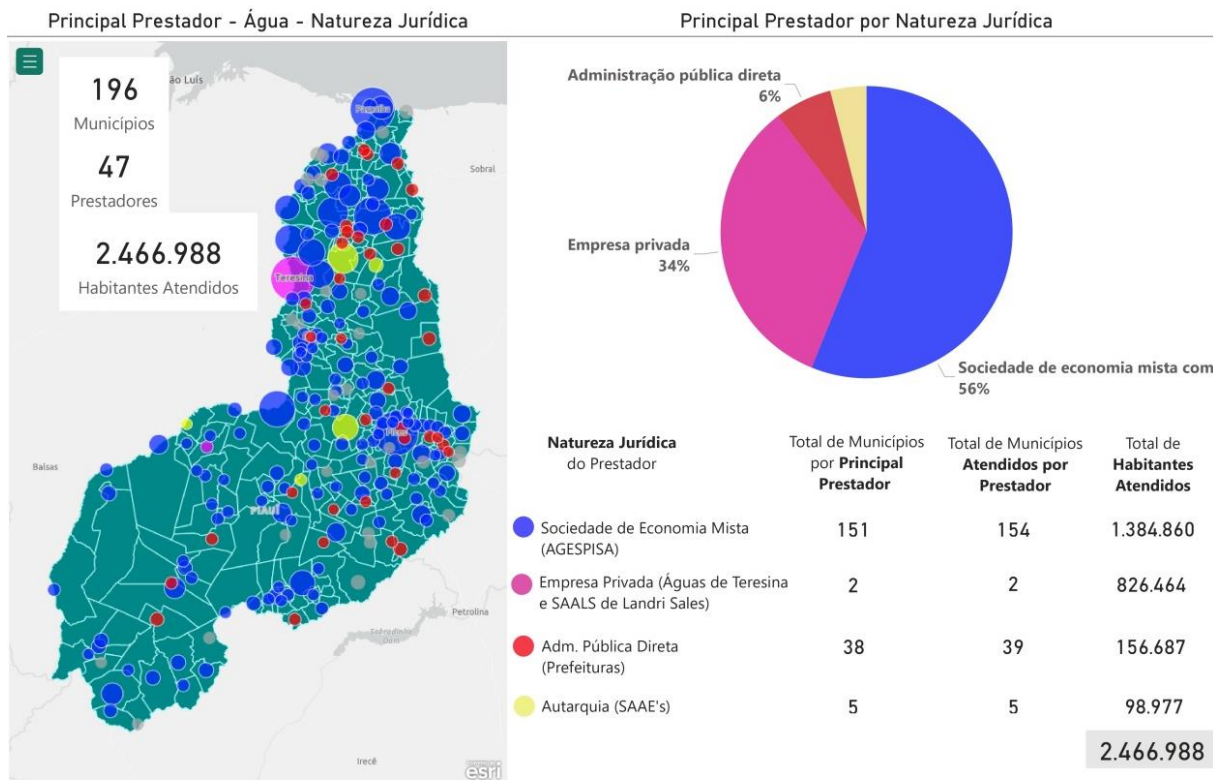 Principal Prestador - Água - Natureza Jurídica
196
Municípios
47
Prestadores
2.466.988
Habitantes Atendidos
ão Luís
Parnaíba
Sobral
Teresina
Picos
Balsas
PIAUÍ
Petrolina
Sobradinho
Dam
Irecê
esri
Principal Prestador por Natureza Jurídica
Administração pública direta
6%
Empresa privada
34%
Sociedade de economia mista com
56%
Natureza Jurídica
do Prestador
Total de Municípios
por Principal
Prestador
Total de Municípios
Atendidos por
Prestador
Total de
Habitantes
Atendidos
Sociedade de Economia Mista
(AGESPISA)
151
154
1.384.860
Empresa Privada (Águas de Teresina
e SAALS de Landri Sales)
2
2
826.464
Adm. Pública Direta
(Prefeituras)
38
39
156.687
Autarquia (SAAE's)
5
5
98.977
2.466.988